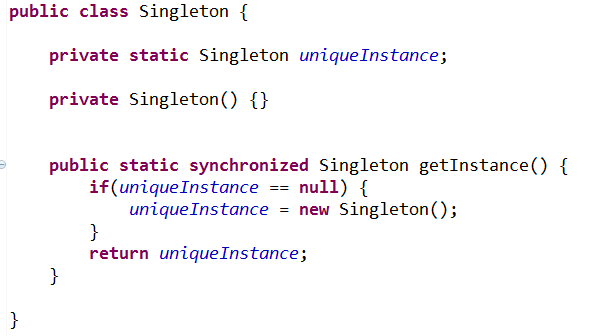 public class Singleton {
private static Singleton uniqueInstance;
private Singleton() {}
public static synchronized Singleton getInstance() {
if(uniqueInstance == null) {
uniqueInstance = new Singleton();
}
return uniqueInstance;
}
}